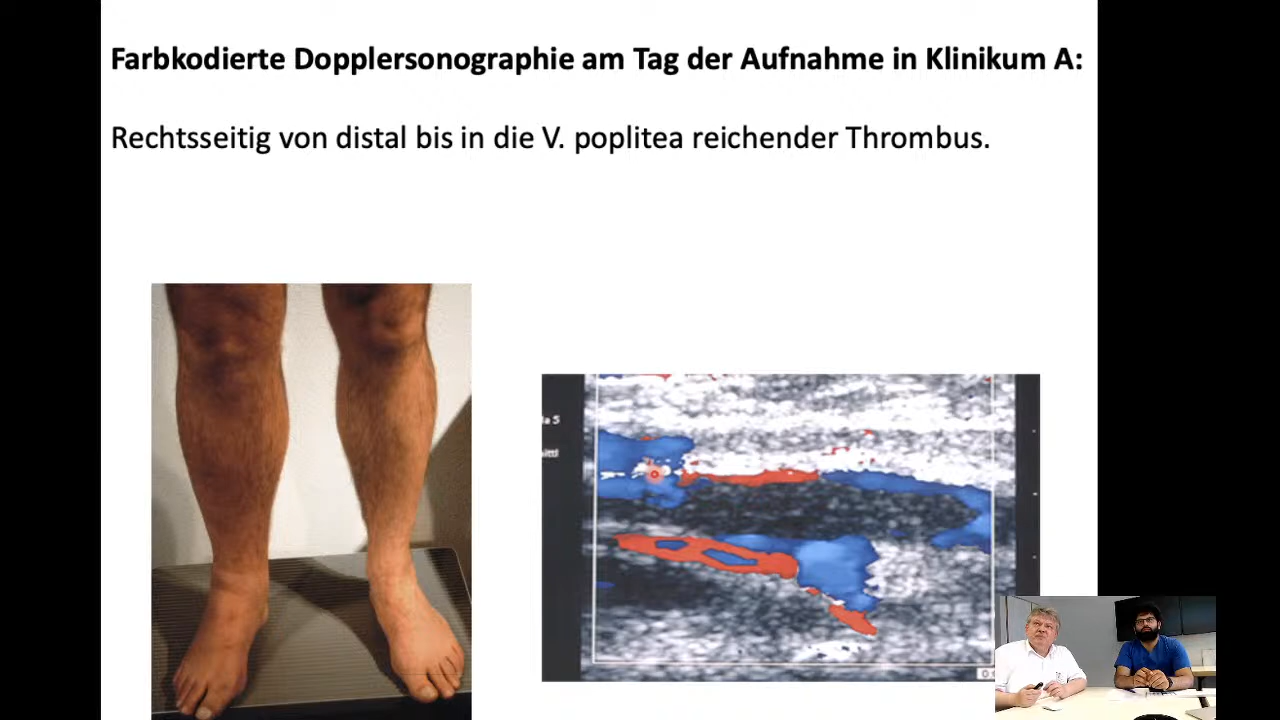 Farbkodierte Dopplersonographie am Tag der Aufnahme in Klinikum A:
Rechtsseitig von distal bis in die V. poplitea reichender Thrombus.